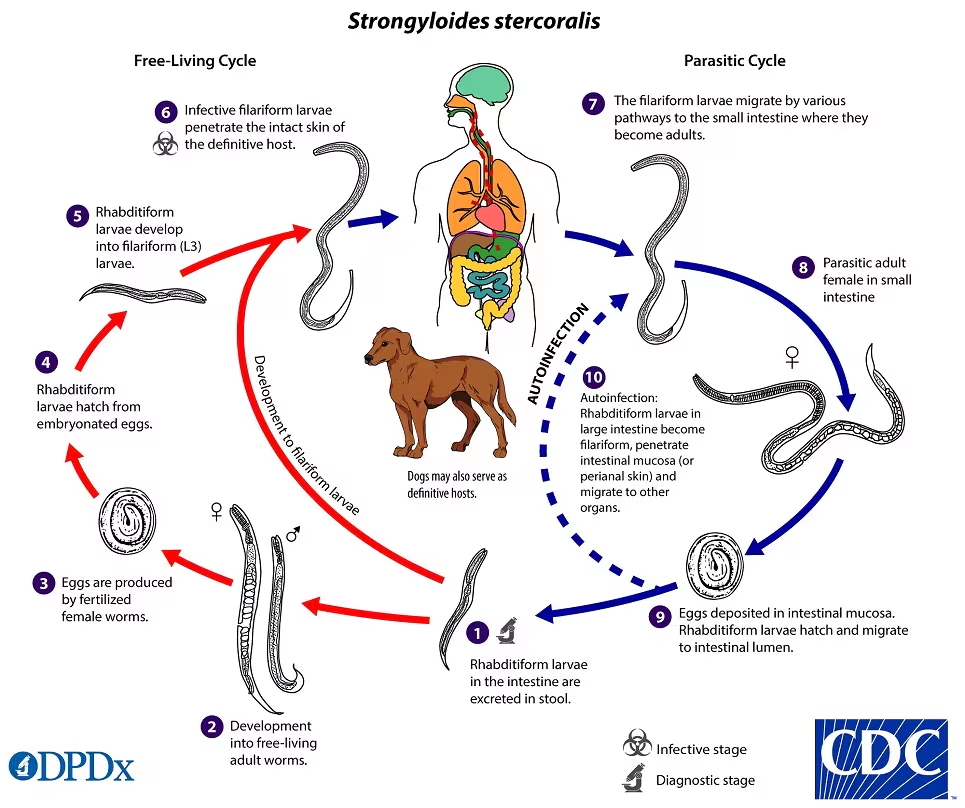 Strongyloides stercoralis
Free-Living Cycle
Parasitic Cycle
6 Infective filariform larvae
penetrate the intact skin of
the definitive host.
7 The filariform larvae migrate by various
pathways to the small intestine where they
become adults.
5 Rhabditiform
larvae develop
into filariform (L3)
larvae.
8 Parasitic adult
female in small
intestine
♀
AUTOINFECTION
4
Rhabditiform
larvae hatch from
embryonated eggs.
Development to filariform larvae
10
Autoinfection:
Rhabditiform larvae in
large intestine become
filariform, penetrate
intestinal mucosa (or
perianal skin) and
migrate to other
organs.
Dogs may also serve as
definitive hosts.
♀
♂
3 Eggs are produced
by fertilized
female worms.
9 Eggs deposited in intestinal mucosa.
Rhabditiform larvae hatch and migrate
to intestinal lumen.
1
Rhabditiform larvae
in the intestine are
excreted in stool.
2 Development
into free-living
adult worms.
Infective stage
Diagnostic stage
DPDx
CDC
TM